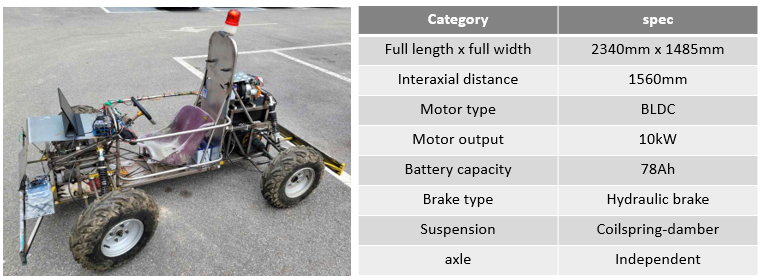 Category spec
Full length x full width 2340mm x 1485mm
Interaxial distance 1560mm
Motor type BLDC
Motor output 10kW
Battery capacity 78Ah
Brake type Hydraulic brake
Suspension Coilspring-damber
axle Independent